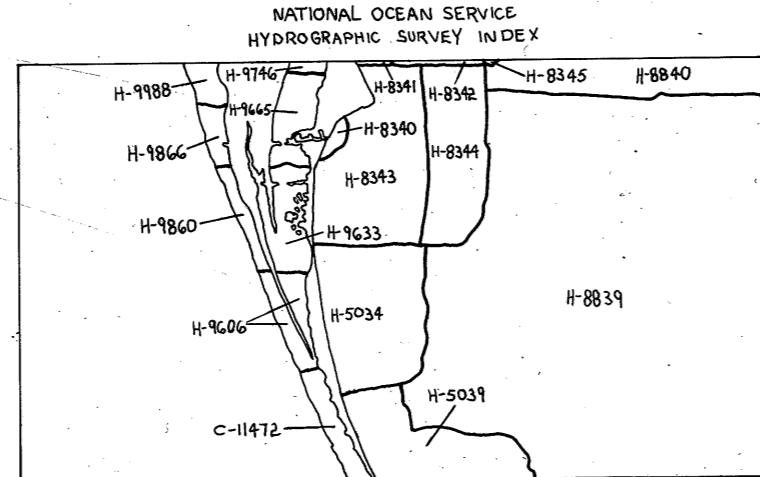 NATIONAL OCEAN SERVICE
HYDROGRAPHIC SURVEY INDEX
H-9746
H-8341
H-8342
H-8345
H-8840
H-9988
H-9665
H-8340
H-9866
H-8344
H-8343
H-9860
H-9633
H-8839
H-9606
H-5034
H-5039
C-11472